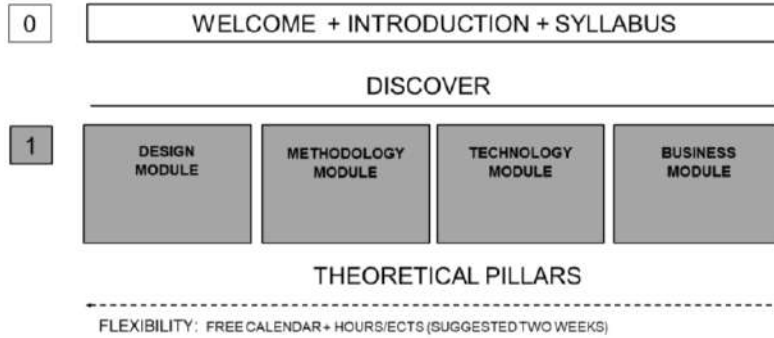 0
WELCOME + INTRODUCTION + SYLLABUS
DISCOVER
1
DESIGN
MODULE
METHODOLOGY
MODULE
TECHNOLOGY
MODULE
BUSINESS
MODULE
THEORETICAL PILLARS
FLEXIBILITY: FREE CALENDAR + HOURS/ECTS (SUGGESTED TWO WEEKS)